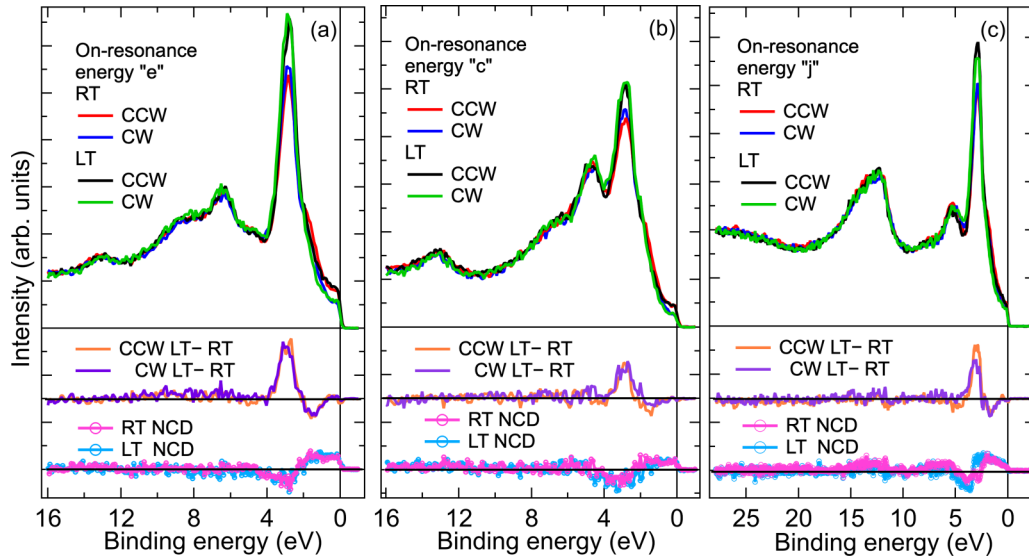 Intensity (arb. units)
(a)
On-resonance
energy "e"
RT
CCW
CW
LT
CCW
CW
CCW LT− RT
CW LT− RT
RT NCD
LT NCD
16 12 8 4 0
Binding energy (eV)
(b)
On-resonance
energy "c"
RT
CCW
CW
LT
CCW
CW
CCW LT− RT
CW LT− RT
RT NCD
LT NCD
16 12 8 4 0
Binding energy (eV)
(c)
On-resonance
energy "j"
RT
CCW
CW
LT
CCW
CW
CCW LT− RT
CW LT− RT
RT NCD
LT NCD
25 20 15 10 5 0
Binding energy (eV)